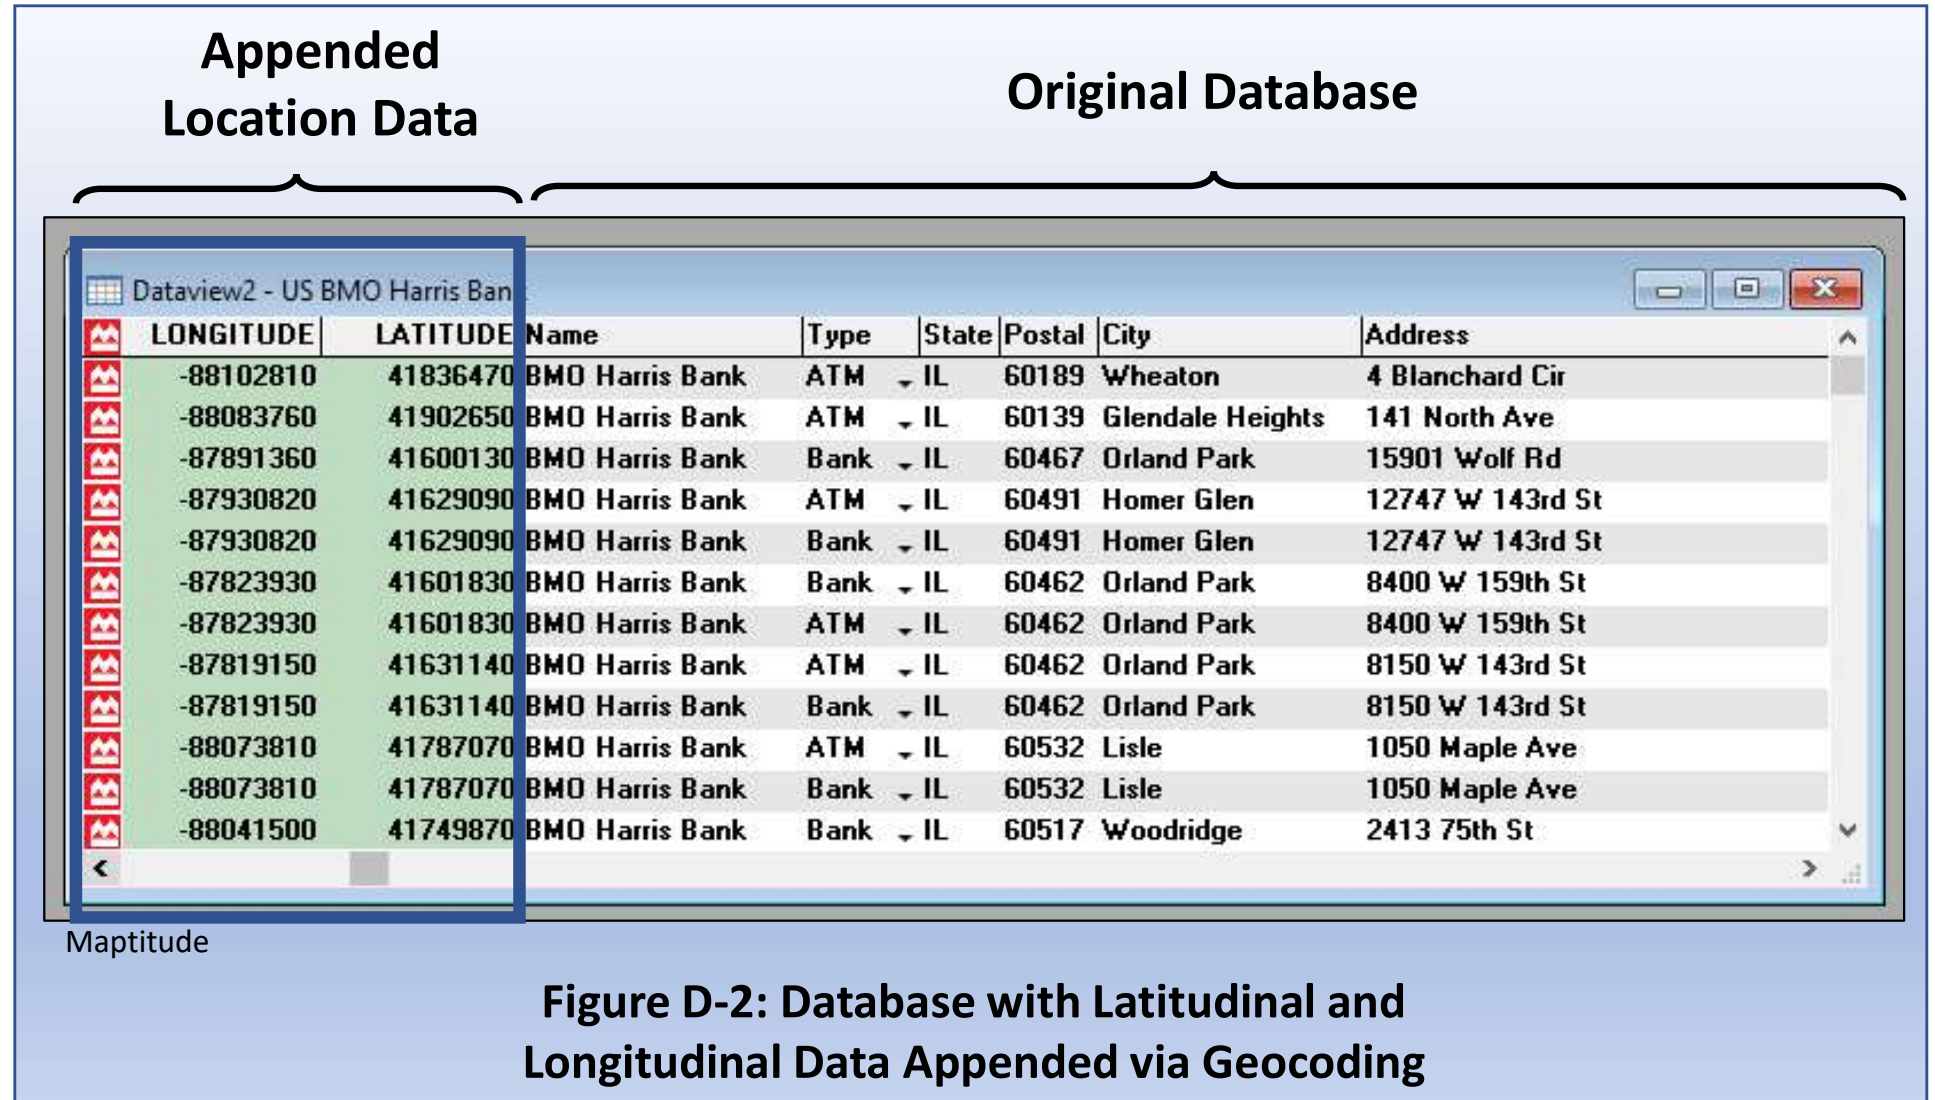 Appended
Location Data
Original Database
Dataview2 - US BMO Harris Ban
LONGITUDE LATITUDE Name Type State Postal City Address
-88102810 41836470 BMO Harris Bank ATM IL 60189 Wheaton 4 Blanchard Cir
-88083760 41902650 BMO Harris Bank ATM IL 60139 Glendale Heights 141 North Ave
-87891360 41600130 BMO Harris Bank Bank IL 60467 Orland Park 15901 Wolf Rd
-87930820 41629090 BMO Harris Bank ATM IL 60491 Homer Glen 12747 W 143rd St
-87930820 41629090 BMO Harris Bank Bank IL 60491 Homer Glen 12747 W 143rd St
-87823930 41601830 BMO Harris Bank Bank IL 60462 Orland Park 8400 W 159th St
-87823930 41601830 BMO Harris Bank ATM IL 60462 Orland Park 8400 W 159th St
-87819150 41631140 BMO Harris Bank ATM IL 60462 Orland Park 8150 W 143rd St
-87819150 41631140 BMO Harris Bank Bank IL 60462 Orland Park 8150 W 143rd St
-88073810 41787070 BMO Harris Bank ATM IL 60532 Lisle 1050 Maple Ave
-88073810 41787070 BMO Harris Bank Bank IL 60532 Lisle 1050 Maple Ave
-88041500 41749870 BMO Harris Bank Bank IL 60517 Woodridge 2413 75th St
Maptitude
Figure D-2: Database with Latitudinal and
Longitudinal Data Appended via Geocoding